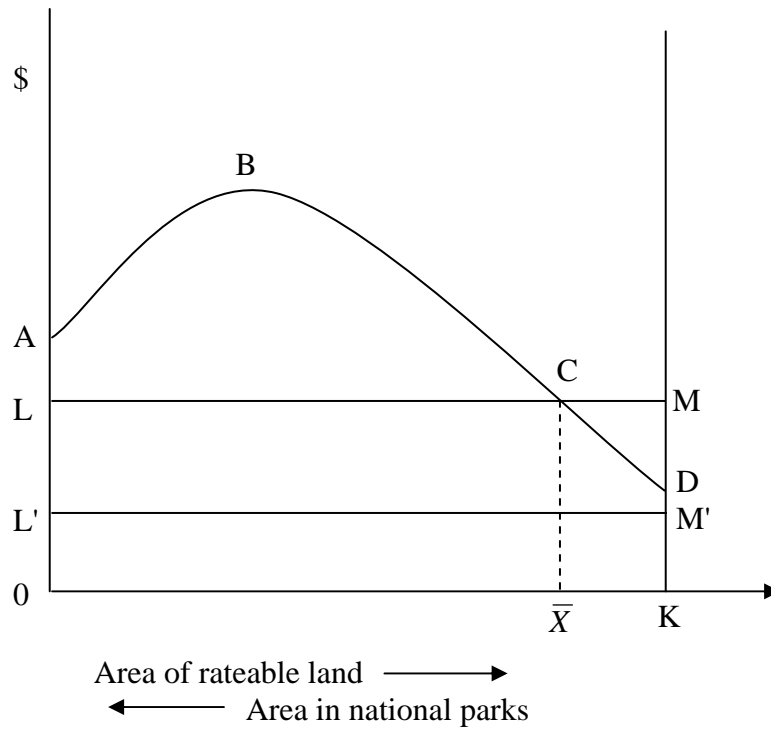 $
B
A
C
L
M
D
L'
M'
0
X̅
K
Area of rateable land
Area in national parks